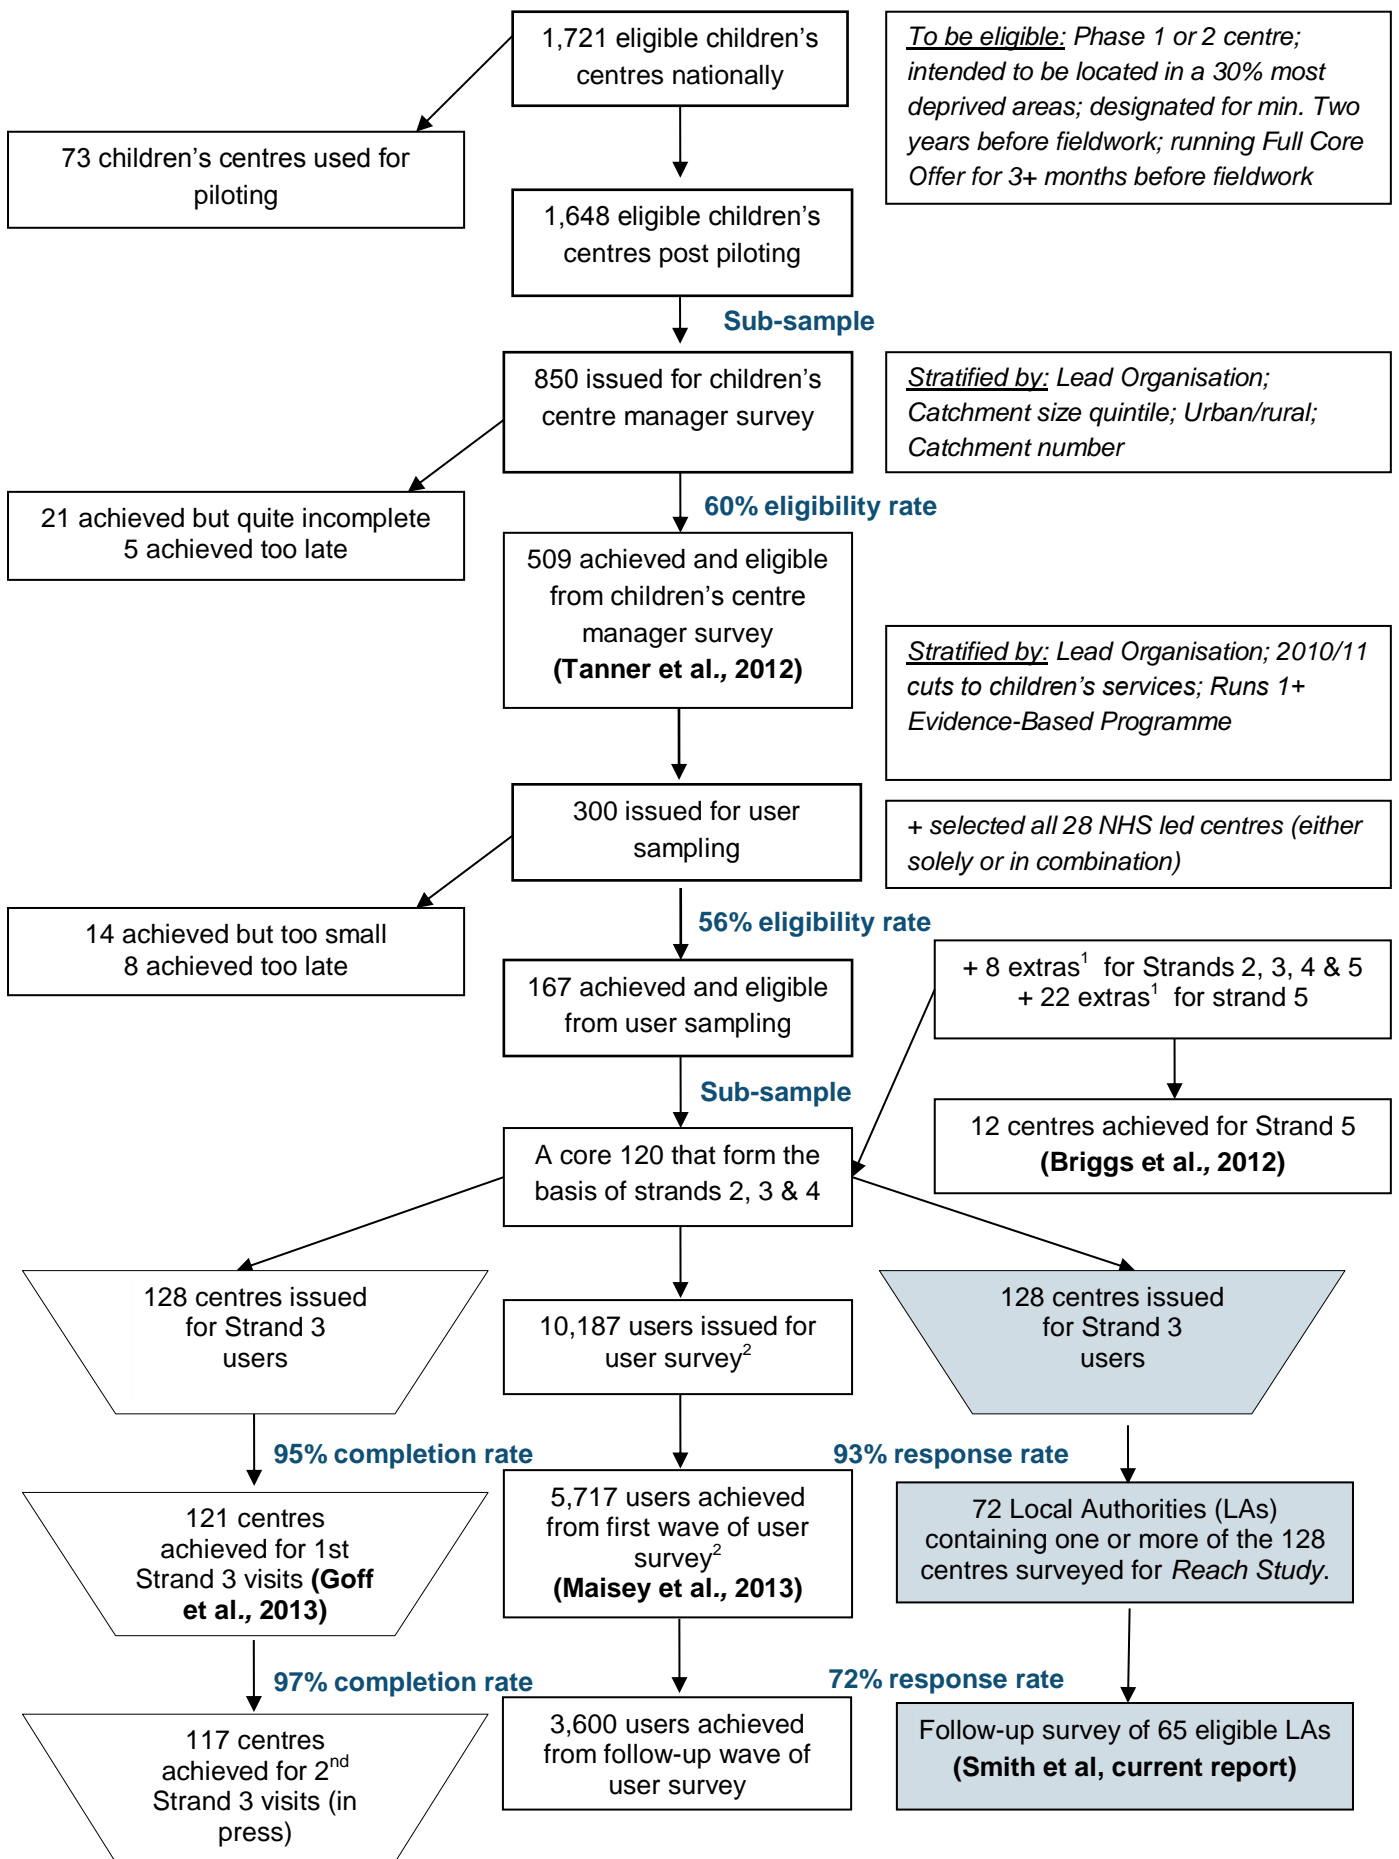 1,721 eligible children’s
centres nationally
To be eligible: Phase 1 or 2 centre;
intended to be located in a 30% most
deprived areas; designated for min. Two
years before fieldwork; running Full Core
Offer for 3+ months before fieldwork
73 children’s centres used for
piloting
1,648 eligible children’s
centres post piloting
Sub-sample
850 issued for children’s
centre manager survey
Stratified by: Lead Organisation;
Catchment size quintile; Urban/rural;
Catchment number
21 achieved but quite incomplete
5 achieved too late
60% eligibility rate
509 achieved and eligible
from children’s centre
manager survey
(Tanner et al., 2012)
Stratified by: Lead Organisation; 2010/11
cuts to children’s services; Runs 1+
Evidence-Based Programme
300 issued for user
sampling
+ selected all 28 NHS led centres (either
solely or in combination)
14 achieved but too small
8 achieved too late
56% eligibility rate
167 achieved and eligible
from user sampling
+ 8 extras¹ for Strands 2, 3, 4 & 5
+ 22 extras¹ for strand 5
Sub-sample
12 centres achieved for Strand 5
(Briggs et al., 2012)
A core 120 that form the
basis of strands 2, 3 & 4
128 centres issued
for Strand 3
users
10,187 users issued for
user survey²
128 centres issued
for Strand 3
users
95% completion rate
93% response rate
121 centres
achieved for 1st
Strand 3 visits (Goff
et al., 2013)
5,717 users achieved
from first wave of user
survey²
(Maisey et al., 2013)
72 Local Authorities (LAs)
containing one or more of the 128
centres surveyed for Reach Study.
97% completion rate
72% response rate
117 centres
achieved for 2nd
Strand 3 visits (in
press)
3,600 users achieved
from follow-up wave of
user survey
Follow-up survey of 65 eligible LAs
(Smith et al, current report)